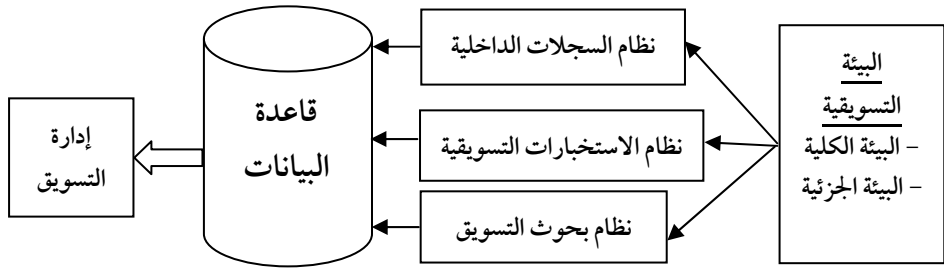 البيئة
التسويقية
– البيئة الكلية
– البيئة الجزئية
نظام السجلات الداخلية
نظام الاستخبارات التسويقية
نظام بحوث التسويق
قاعدة
البيانات
إدارة
التسويق